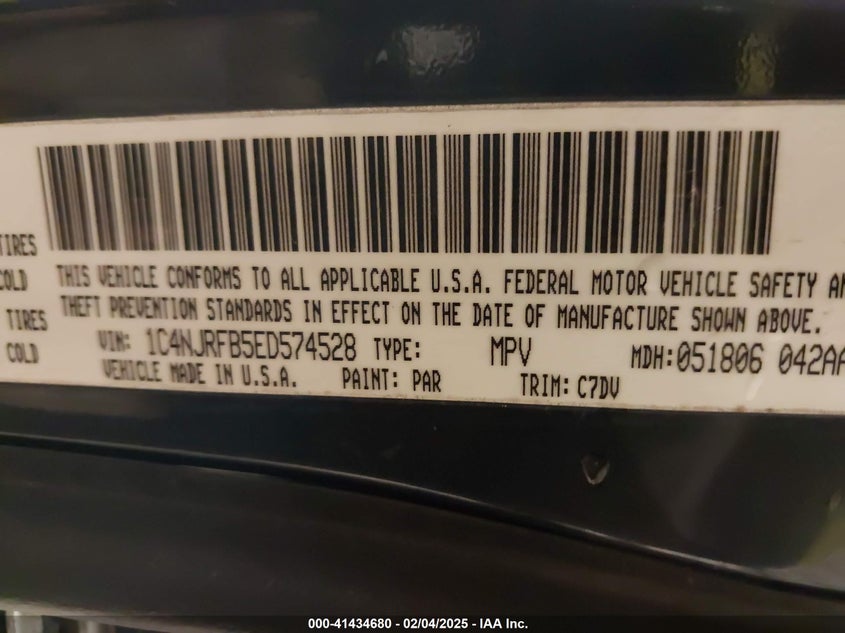 TIRES
COLD
TIRES
COLD
THIS VEHICLE CONFORMS TO ALL APPLICABLE U.S.A. FEDERAL MOTOR VEHICLE SAFETY AN
THEFT PREVENTION STANDARDS IN EFFECT ON THE DATE OF MANUFACTURE SHOWN ABOVE.
VIN: 1C4NJRFB5ED574528 TYPE: MPV MDH:051806 042AA
VEHICLE MADE IN U.S.A. PAINT: PAR TRIM: C7DV
000-41434680 - 02/04/2025 - IAA Inc.